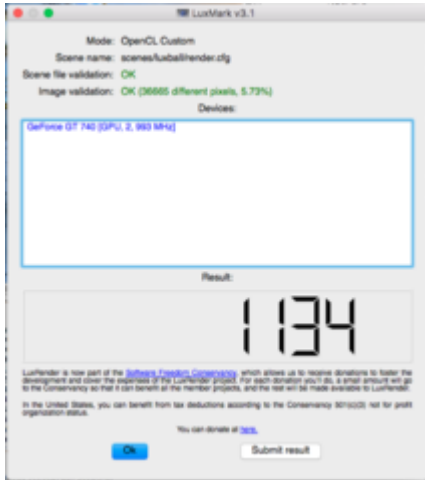 LuxMark v3.1
Mode: OpenCL Custom
Scene name: scenes/luxball/render.cfg
Scene file validation: OK
Image validation: OK (36665 different pixels, 5.73%)
Devices:
GeForce GT 740 [GPU, 2, 993 MHz]
Result:
1134
LuxRender is now part of the Software Freedom Conservancy, which allows us to receive donations to foster the
development and cover the expenses of the LuxRender project. For each donation you'll do, a small amount will go
to the Conservancy so that it can benefit all the member projects, and the rest will be made available to LuxRender.
In the United States, you can benefit from tax deductions according to the Conservancy 501(c)(3) not for profit
organization status.
You can donate at here.
Ok
Submit result